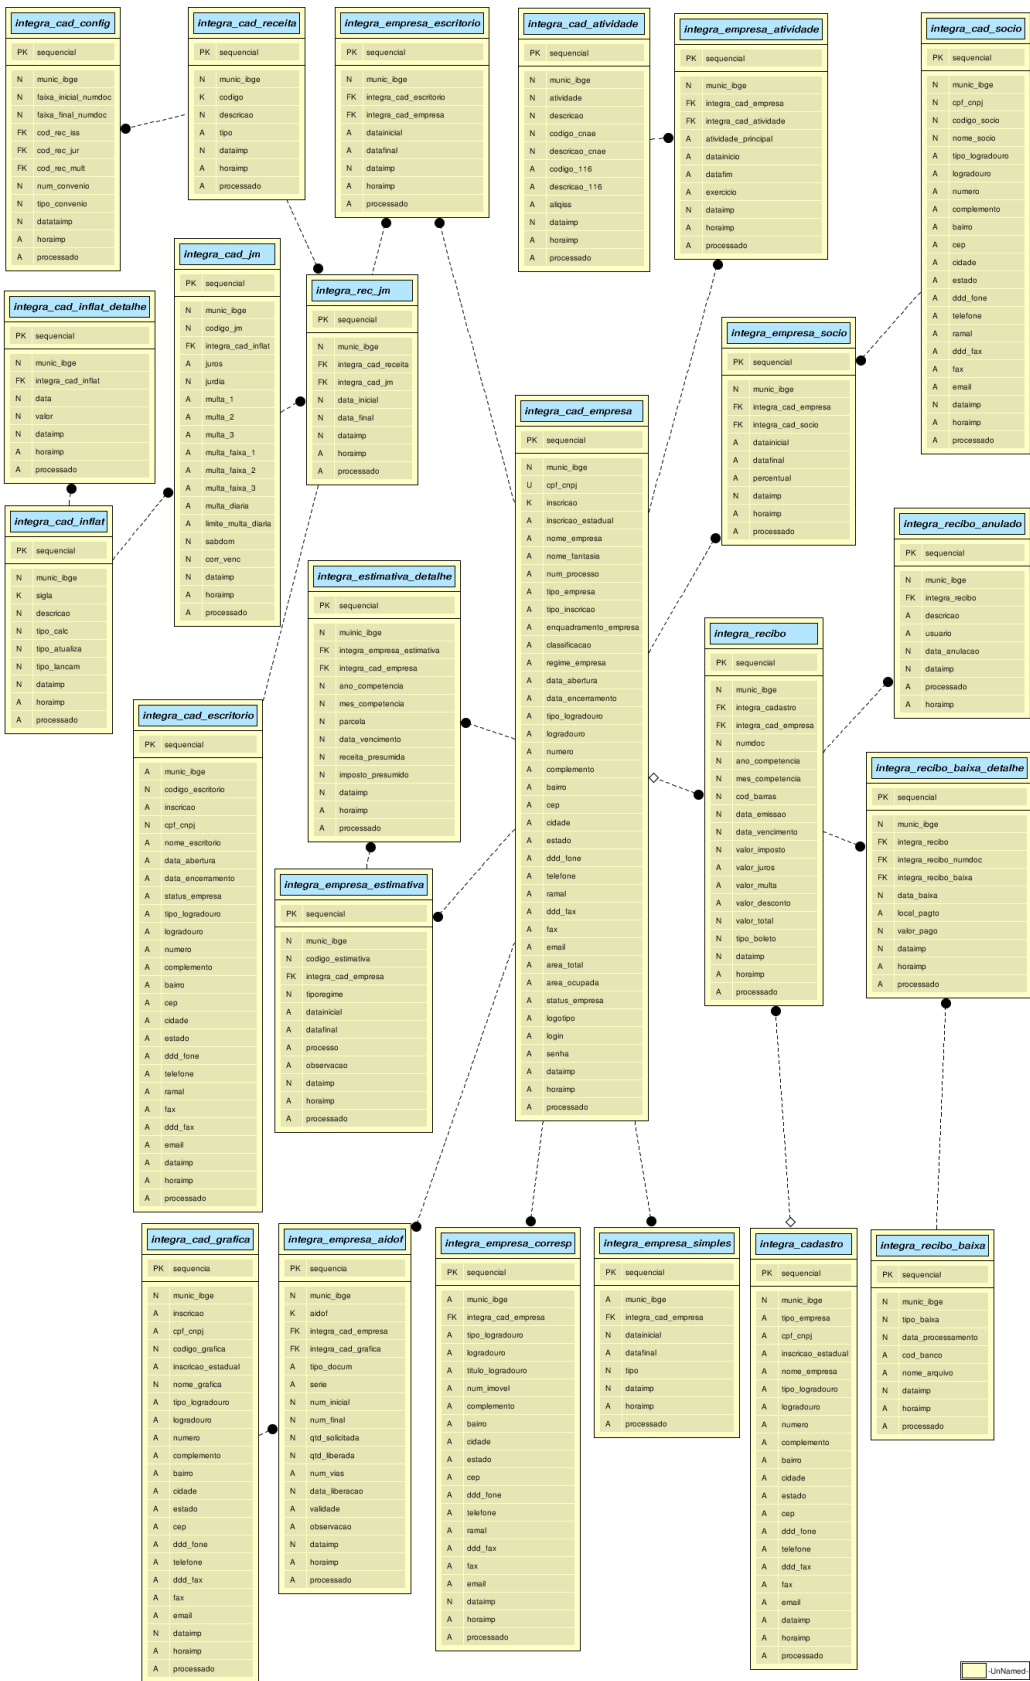 integra_cad_config
PK sequencial
N munic_ibge
N faixa_inicial_numdoc
N faixa_final_numdoc
FK cod_rec_iss
FK cod_rec_jur
FK cod_rec_mult
N num_convenio
N tipo_convenio
N datataimp
A horaimp
A processado
integra_cad_receita
PK sequencial
N munic_ibge
K codigo
N descricao
A tipo
N dataimp
A horaimp
A processado
integra_empresa_escritorio
PK sequencial
N munic_ibge
FK integra_cad_escritorio
FK integra_cad_empresa
A datainicial
A datafinal
N dataimp
A horaimp
A processado
integra_cad_atividade
PK sequencial
N munic_ibge
N atividade
N descricao
N codigo_cnae
N descricao_cnae
A codigo_116
A descricao_116
A aliqiss
N dataimp
A horaimp
A processado
integra_empresa_atividade
PK sequencial
N munic_ibge
FK integra_cad_empresa
FK integra_cad_atividade
A atividade_principal
A datainicio
A datafim
A exercicio
N dataimp
A horaimp
A processado
integra_cad_socio
PK sequencial
N munic_ibge
N cpf_cnpj
N codigo_socio
N nome_socio
A tipo_logradouro
A logradouro
A numero
A complemento
A bairro
A cep
A cidade
A estado
A ddd_fone
A telefone
A ramal
A ddd_fax
A fax
A email
N dataimp
A horaimp
A processado
integra_cad_inflat_detalhe
PK sequencial
N munic_ibge
FK integra_cad_inflat
N data
N valor
N dataimp
A horaimp
A processado
integra_cad_jm
PK sequencial
N munic_ibge
N codigo_jm
FK integra_cad_inflat
A juros
N jurdia
A multa_1
A multa_2
A multa_3
A multa_faixa_1
A multa_faixa_2
A multa_faixa_3
A multa_diaria
A limite_multa_diaria
N sabdom
N corr_venc
N dataimp
A horaimp
A processado
integra_rec_jm
PK sequencial
N munic_ibge
FK integra_cad_receita
FK integra_cad_jm
N data_inicial
N data_final
N dataimp
A horaimp
A processado
integra_empresa_socio
PK sequencial
N munic_ibge
FK integra_cad_empresa
FK integra_cad_socio
A datainicial
A datafinal
A percentual
N dataimp
A horaimp
A processado
integra_cad_empresa
PK sequencial
N munic_ibge
U cpf_cnpj
K inscricao
A inscricao_estadual
A nome_empresa
A nome_fantasia
A num_processo
A tipo_empresa
A tipo_inscricao
A enquadramento_empresa
A classificacao
A regime_empresa
A data_abertura
A data_encerramento
A tipo_logradouro
A logradouro
A numero
A complemento
A bairro
A cep
A cidade
A estado
A ddd_fone
A telefone
A ramal
A ddd_fax
A fax
A email
A area_total
A area_ocupada
A status_empresa
A logotipo
A login
A senha
A dataimp
A horaimp
A processado
integra_cad_inflat
PK sequencial
N munic_ibge
K sigla
N descricao
N tipo_calc
N tipo_atualiza
N tipo_lancam
N dataimp
A horaimp
A processado
integra_recibo_anulado
PK sequencial
N munic_ibge
FK integra_recibo
A descricao
A usuario
N data_anulacao
N dataimp
A processado
A horaimp
integra_estimativa_detalhe
PK sequencial
N muinic_ibge
FK integra_empresa_estimativa
FK integra_cad_empresa
N ano_competencia
N mes_competencia
N parcela
N data_vencimento
N receita_presumida
N imposto_presumido
N dataimp
A horaimp
A processado
integra_recibo
PK sequencial
N munic_ibge
FK integra_cadastro
FK integra_cad_empresa
N numdoc
N ano_competencia
N mes_competencia
N cod_barras
N data_emissao
N data_vencimento
N valor_imposto
A valor_juros
A valor_multa
A valor_desconto
N valor_total
N tipo_boleto
N dataimp
A horaimp
A processado
integra_cad_escritorio
PK sequencial
A munic_ibge
N codigo_escritorio
A inscricao
N cpf_cnpj
A nome_escritorio
A data_abertura
A data_encerramento
A status_empresa
A tipo_logradouro
A logradouro
A numero
A complemento
A bairro
A cep
A cidade
A estado
A ddd_fone
A telefone
A ramal
A fax
A ddd_fax
A email
A dataimp
A horaimp
A processado
integra_recibo_baixa_detalhe
PK sequencial
N munic_ibge
FK integra_recibo
FK integra_recibo_numdoc
FK integra_recibo_baixa
N data_baixa
A local_pagto
N valor_pago
N dataimp
A horaimp
A processado
integra_empresa_estimativa
PK sequencial
N munic_ibge
N codigo_estimativa
FK integra_cad_empresa
N tiporegime
A datainicial
A datafinal
A processo
A observacao
N dataimp
A horaimp
A processado
integra_cad_grafica
PK sequencia
N munic_ibge
A inscricao
A cpf_cnpj
N codigo_grafica
A inscricao_estadual
N nome_grafica
A tipo_logradouro
A logradouro
A numero
A complemento
A bairro
A cidade
A estado
A cep
A ddd_fone
A telefone
A ddd_fax
A fax
A email
N dataimp
A horaimp
A processado
integra_empresa_aidof
PK sequencia
N munic_ibge
K aidof
FK integra_cad_empresa
FK integra_cad_grafica
A tipo_docum
A serie
N num_inicial
N num_final
N qtd_solicitada
N qtd_liberada
A num_vias
N data_liberacao
A validade
A observacao
N dataimp
A horaimp
A processado
integra_empresa_corresp
PK sequencial
A munic_ibge
FK integra_cad_empresa
A tipo_logradouro
A logradouro
A titulo_logradouro
A num_imovel
A complemento
A bairro
A cidade
A estado
A cep
A ddd_fone
A telefone
A ramal
A ddd_fax
A fax
A email
N dataimp
A horaimp
A processado
integra_empresa_simples
PK sequencial
A munic_ibge
FK integra_cad_empresa
N datainicial
A datafinal
N tipo
N dataimp
A horaimp
A processado
integra_cadastro
PK sequencial
N munic_ibge
A tipo_empresa
A cpf_cnpj
A inscricao_estadual
A nome_empresa
A tipo_logradouro
A logradouro
A numero
A complemento
A bairro
A cidade
A estado
A cep
A ddd_fone
A telefone
A ddd_fax
A fax
A email
A dataimp
A horaimp
A processado
integra_recibo_baixa
PK sequencial
N munic_ibge
N tipo_baixa
N data_processamento
A cod_banco
A nome_arquivo
N dataimp
A horaimp
A processado
-UnNamed-